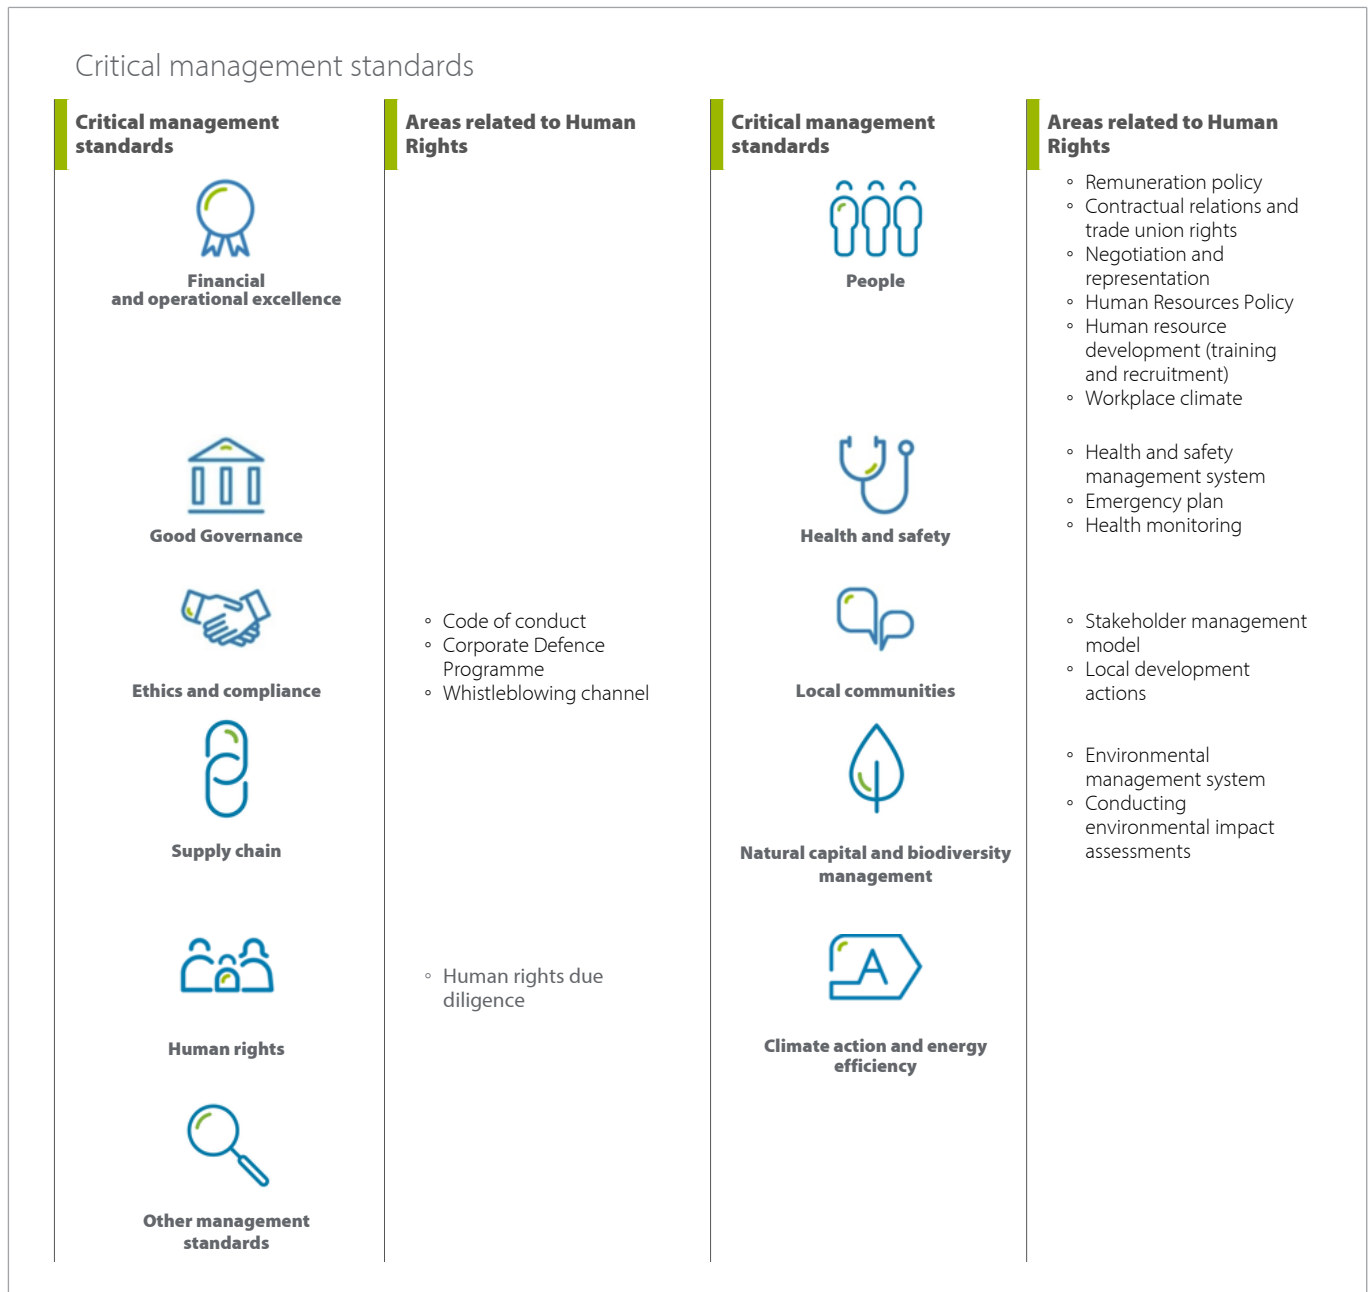 Critical management standards
Critical management
standards
Areas related to Human
Rights
Critical management
standards
Areas related to Human
Rights
Financial
and operational excellence
People
◦ Remuneration policy
◦ Contractual relations and
trade union rights
◦ Negotiation and
representation
◦ Human Resources Policy
◦ Human resource
development (training
and recruitment)
◦ Workplace climate
Good Governance
Health and safety
◦ Health and safety
management system
◦ Emergency plan
◦ Health monitoring
Ethics and compliance
◦ Code of conduct
◦ Corporate Defence
Programme
◦ Whistleblowing channel
Local communities
◦ Stakeholder management
model
◦ Local development
actions
Supply chain
Natural capital and biodiversity
management
◦ Environmental
management system
◦ Conducting
environmental impact
assessments
Human rights
◦ Human rights due
diligence
A
Climate action and energy
efficiency
Other management
standards